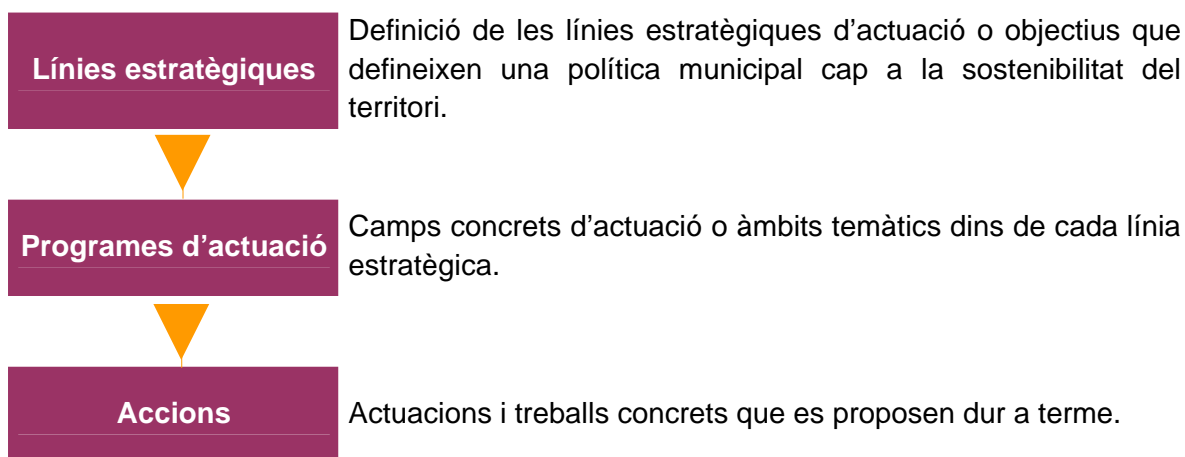 Línies estratègiques
Definició de les línies estratègiques d’actuació o objectius que
defineixen una política municipal cap a la sostenibilitat del
territori.
Programes d’actuació
Camps concrets d’actuació o àmbits temàtics dins de cada línia
estratègica.
Accions
Actuacions i treballs concrets que es proposen dur a terme.